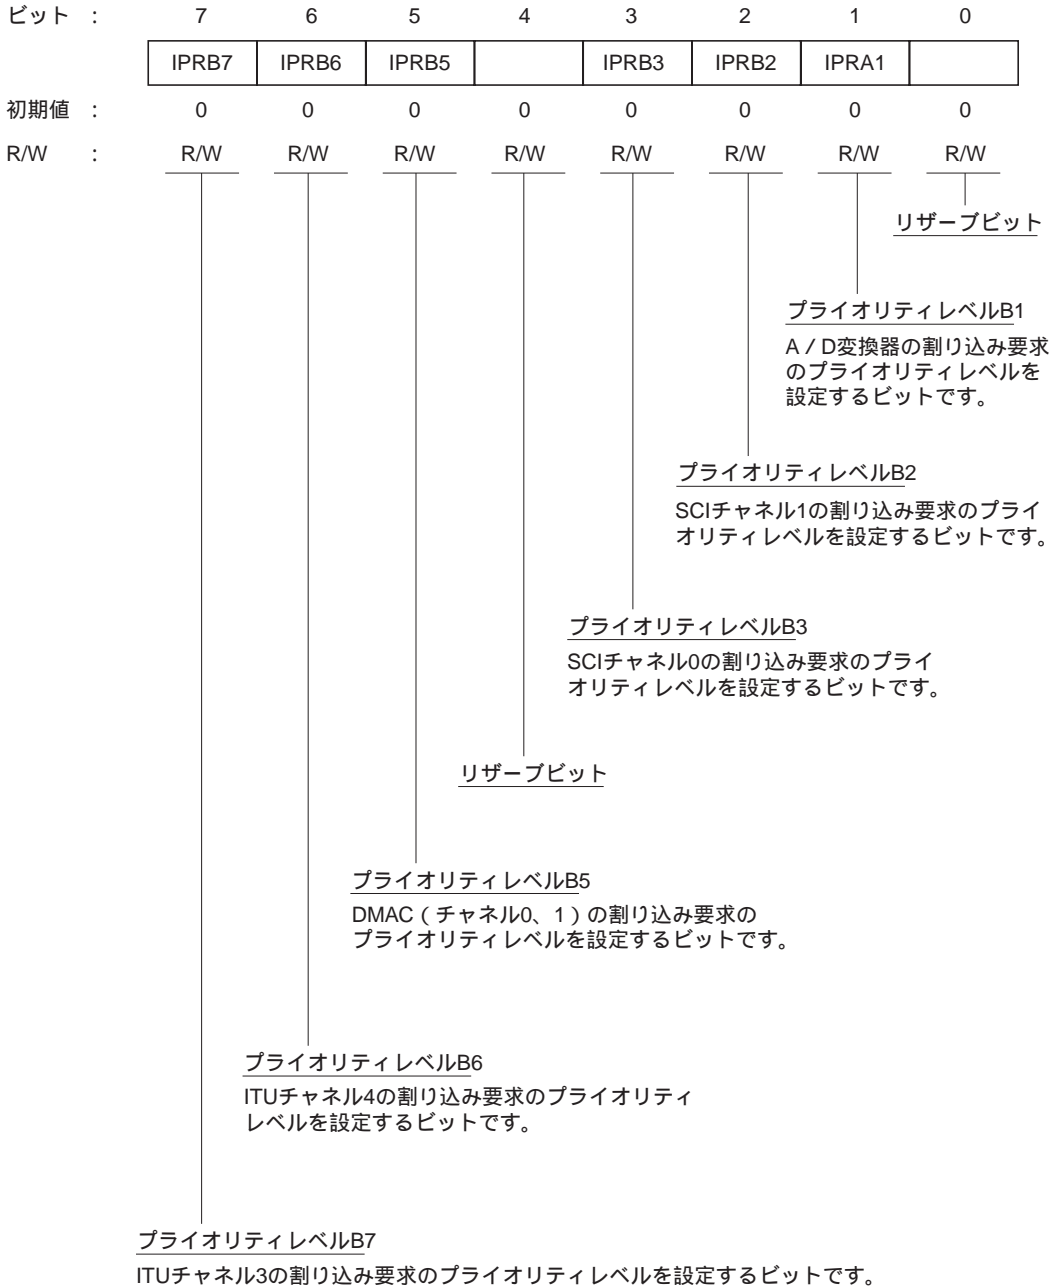 ビット : 7 6 5 4 3 2 1 0
IPRB7 IPRB6 IPRB5 IPRB3 IPRB2 IPRA1
初期値 : 0 0 0 0 0 0 0 0
R/W : R/W R/W R/W R/W R/W R/W R/W R/W
リザーブビット
プライオリティレベルB1
A/D変換器の割り込み要求
のプライオリティレベルを
設定するビットです。
プライオリティレベルB2
SCIチャネル1の割り込み要求のプライ
オリティレベルを設定するビットです。
プライオリティレベルB3
SCIチャネル0の割り込み要求のプライ
オリティレベルを設定するビットです。
リザーブビット
プライオリティレベルB5
DMAC(チャネル0、1)の割り込み要求の
プライオリティレベルを設定するビットです。
プライオリティレベルB6
ITUチャネル4の割り込み要求のプライオリティ
レベルを設定するビットです。
プライオリティレベルB7
ITUチャネル3の割り込み要求のプライオリティレベルを設定するビットです。